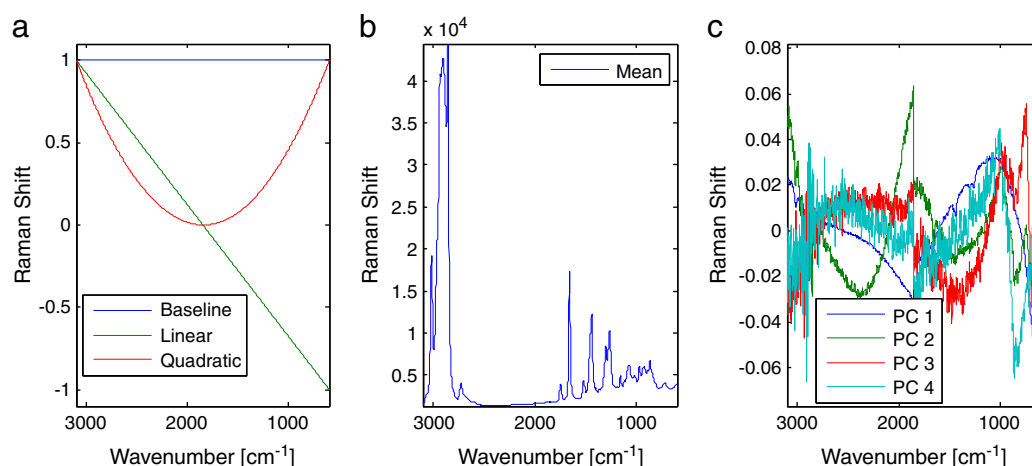 a
1
0.5
0
-0.5
-1
Raman Shift
Baseline
Linear
Quadratic
3000
2000
1000
Wavenumber [cm⁻¹]
b
x 10⁴
4
3.5
3
2.5
2
1.5
1
0.5
Raman Shift
Mean
3000
2000
1000
Wavenumber [cm⁻¹]
c
0.08
0.06
0.04
0.02
0
-0.02
-0.04
-0.06
Raman Shift
PC 1
PC 2
PC 3
PC 4
3000
2000
1000
Wavenumber [cm⁻¹]